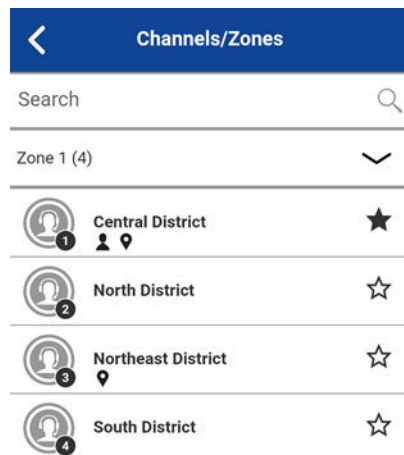 Channels/Zones
Search
Zone 1 (4)
Central District
1
North District
2
Northeast District
3
South District
4